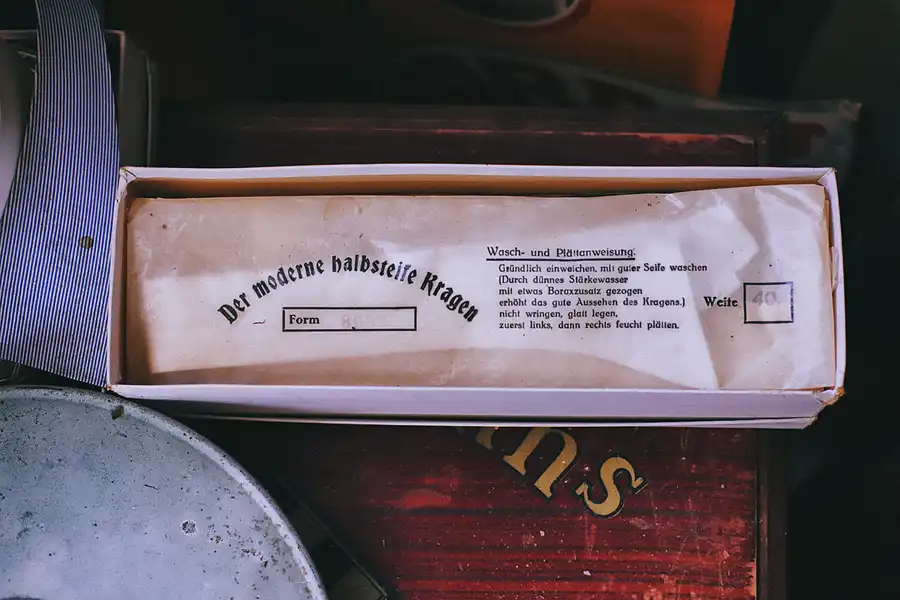 Der moderne halbsteife Kragen
Form
Wasch- und Plättanweisung.
Gründlich einweichen, mit guter Seife waschen
(Durch dünnes Stärkewasser
mit etwas Boraxzusatz gezogen
erhöht das gute Aussehen des Kragens.)
nicht wringen, glatt legen,
zuerst links, dann rechts feucht plätten.
Weite 40
ns